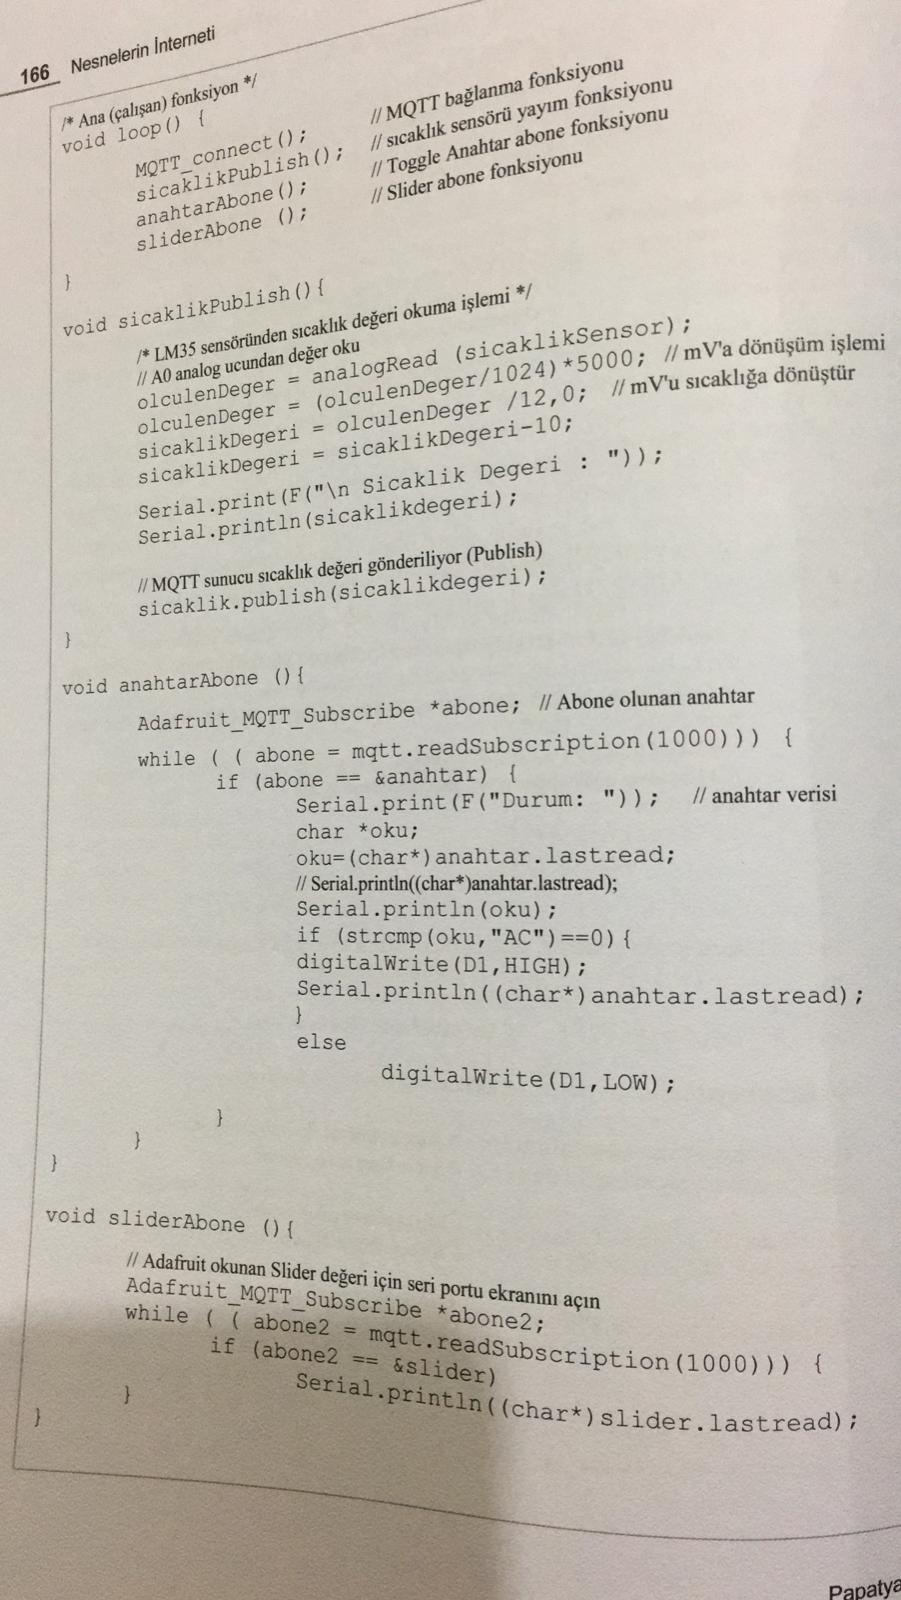 166 Nesnelerin İnterneti
/* Ana (çalışan) fonksiyon */
void loop() {
MQTT_connect(); // MQTT bağlanma fonksiyonu
sicaklikPublish(); // sıcaklık sensörü yayım fonksiyonu
anahtarAbone(); // Toggle Anahtar abone fonksiyonu
sliderAbone (); // Slider abone fonksiyonu
}
void sicaklikPublish(){
/* LM35 sensöründen sıcaklık değeri okuma işlemi */
// A0 analog ucundan değer oku
olculenDeger = analogRead (sicaklikSensor);
olculenDeger = (olculenDeger/1024)*5000; // mV'a dönüşüm işlemi
sicaklikDegeri = olculenDeger /12,0; // mV'u sıcaklığa dönüştür
sicaklikDegeri = sicaklikDegeri-10;
Serial.print(F("\n Sicaklik Degeri : "));
Serial.println(sicaklikdegeri);
// MQTT sunucu sıcaklık değeri gönderiliyor (Publish)
sicaklik.publish(sicaklikdegeri);
}
void anahtarAbone (){
Adafruit_MQTT_Subscribe *abone; // Abone olunan anahtar
while ( ( abone = mqtt.readSubscription(1000))) {
if (abone == &anahtar) {
Serial.print(F("Durum: ")); // anahtar verisi
char *oku;
oku=(char*)anahtar.lastread;
// Serial.println((char*)anahtar.lastread);
Serial.println(oku);
if (strcmp(oku,"AC")==0){
digitalWrite(D1,HIGH);
Serial.println((char*)anahtar.lastread);
}
else
digitalWrite(D1,LOW);
}
}
}
void sliderAbone (){
// Adafruit okunan Slider değeri için seri portu ekranını açın
Adafruit_MQTT_Subscribe *abone2;
while ( ( abone2 = mqtt.readSubscription(1000))) {
if (abone2 == &slider)
Serial.println((char*)slider.lastread);
}
}
Papatya